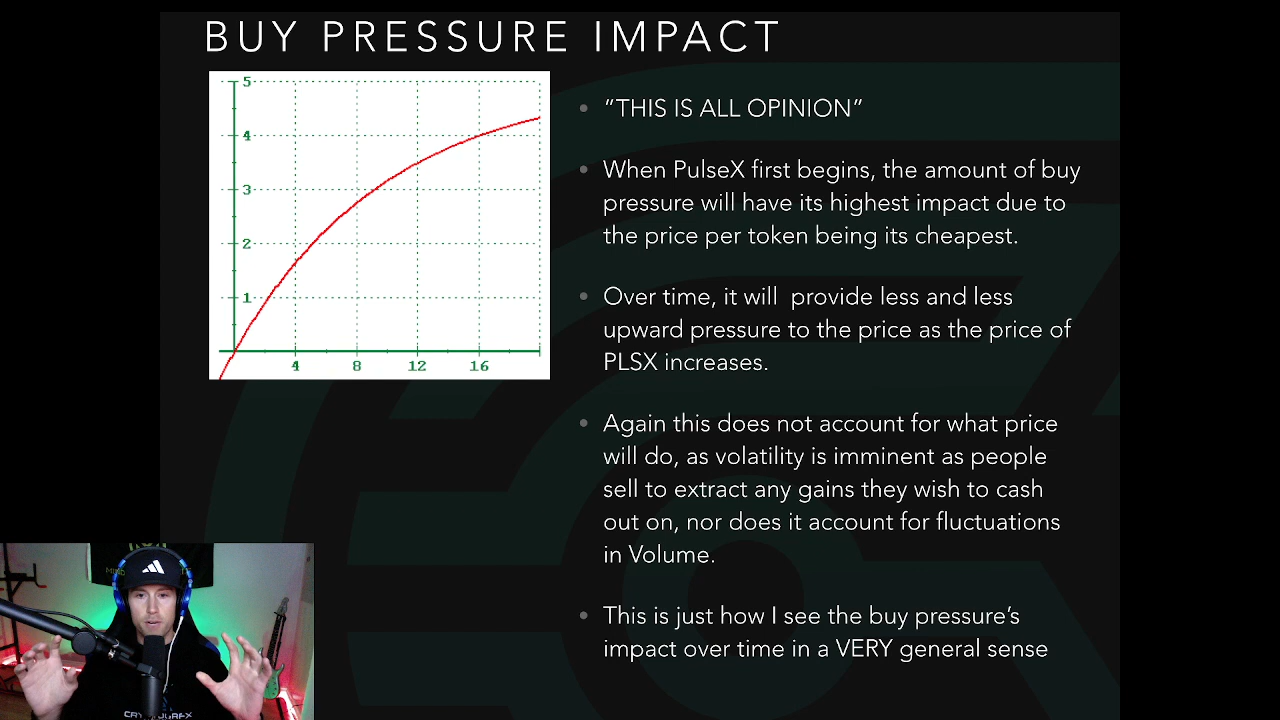 BUY PRESSURE IMPACT
5
4
3
2
1
4 8 12 16
• "THIS IS ALL OPINION"
• When PulseX first begins, the amount of buy
pressure will have its highest impact due to
the price per token being its cheapest.
• Over time, it will provide less and less
upward pressure to the price as the price of
PLSX increases.
• Again this does not account for what price
will do, as volatility is imminent as people
sell to extract any gains they wish to cash
out on, nor does it account for fluctuations
in Volume.
• This is just how I see the buy pressure's
impact over time in a VERY general sense
MIND